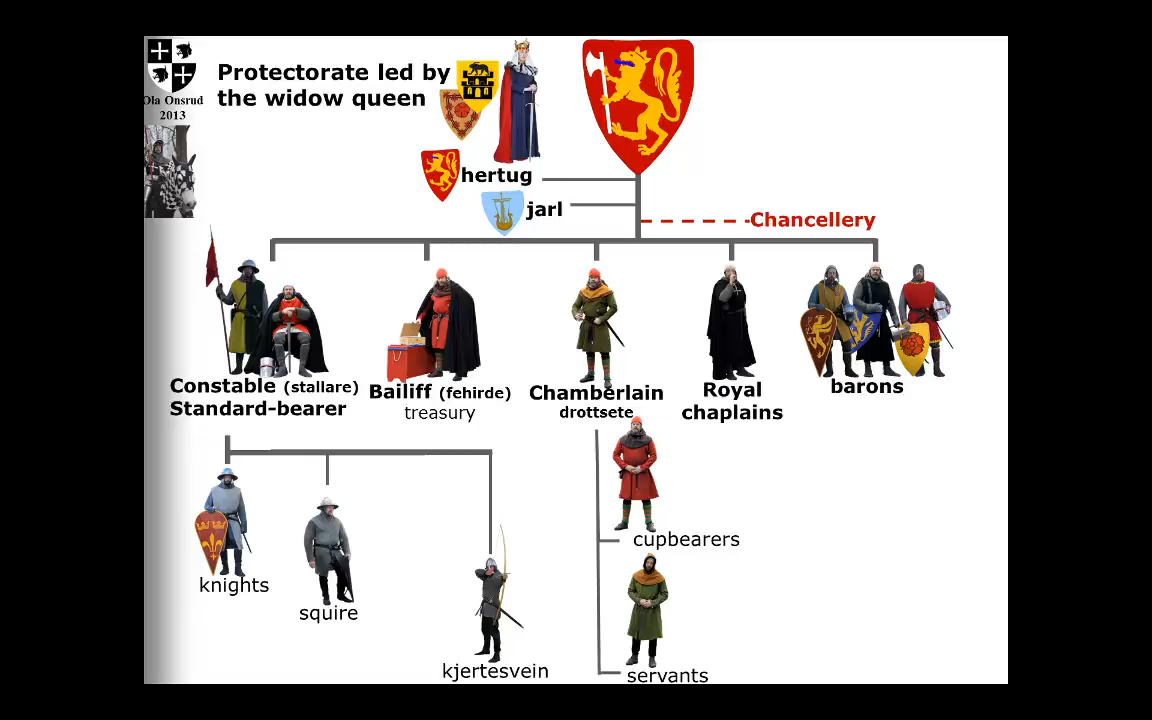 Ola Onsrud
2013
Protectorate led by
the widow queen
hertug
jarl
Chancellery
Constable (stallare)
Standard-bearer
Bailiff (fehirde)
treasury
Chamberlain
drottsete
Royal
chaplains
barons
knights
squire
kjertesvein
cupbearers
servants